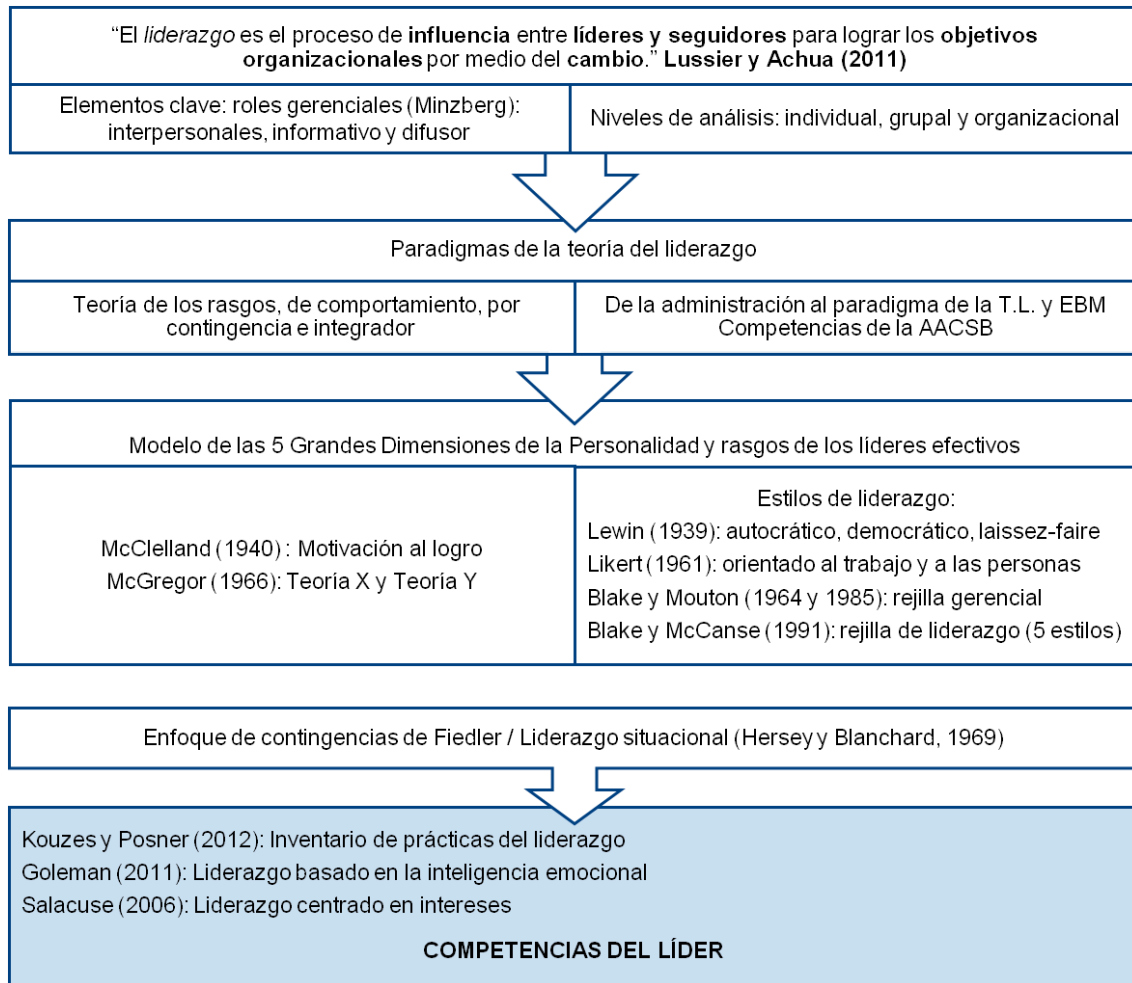 “El liderazgo es el proceso de influencia entre líderes y seguidores para lograr los objetivos
organizacionales por medio del cambio.” Lussier y Achua (2011)
Elementos clave: roles gerenciales (Minzberg):
interpersonales, informativo y difusor
Niveles de análisis: individual, grupal y organizacional
Paradigmas de la teoría del liderazgo
Teoría de los rasgos, de comportamiento, por
contingencia e integrador
De la administración al paradigma de la T.L. y EBM
Competencias de la AACSB
Modelo de las 5 Grandes Dimensiones de la Personalidad y rasgos de los líderes efectivos
McClelland (1940) : Motivación al logro
McGregor (1966): Teoría X y Teoría Y
Estilos de liderazgo:
Lewin (1939): autocrático, democrático, laissez-faire
Likert (1961): orientado al trabajo y a las personas
Blake y Mouton (1964 y 1985): rejilla gerencial
Blake y McCanse (1991): rejilla de liderazgo (5 estilos)
Enfoque de contingencias de Fiedler / Liderazgo situacional (Hersey y Blanchard, 1969)
Kouzes y Posner (2012): Inventario de prácticas del liderazgo
Goleman (2011): Liderazgo basado en la inteligencia emocional
Salacuse (2006): Liderazgo centrado en intereses
COMPETENCIAS DEL LÍDER